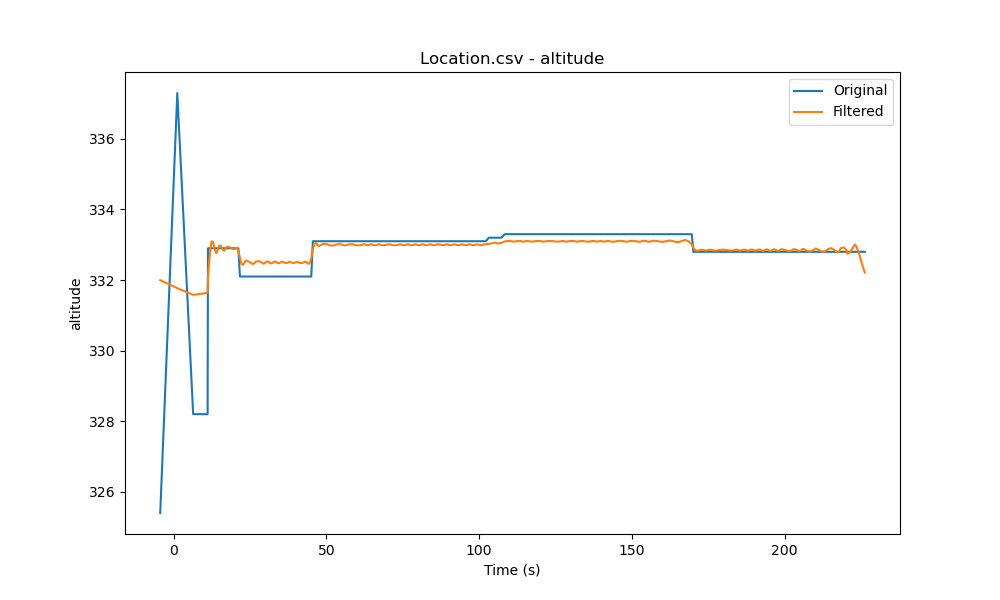 Location.csv - altitude
Original
Filtered
336
334
332
330
328
326
altitude
0
50
100
150
200
Time (s)